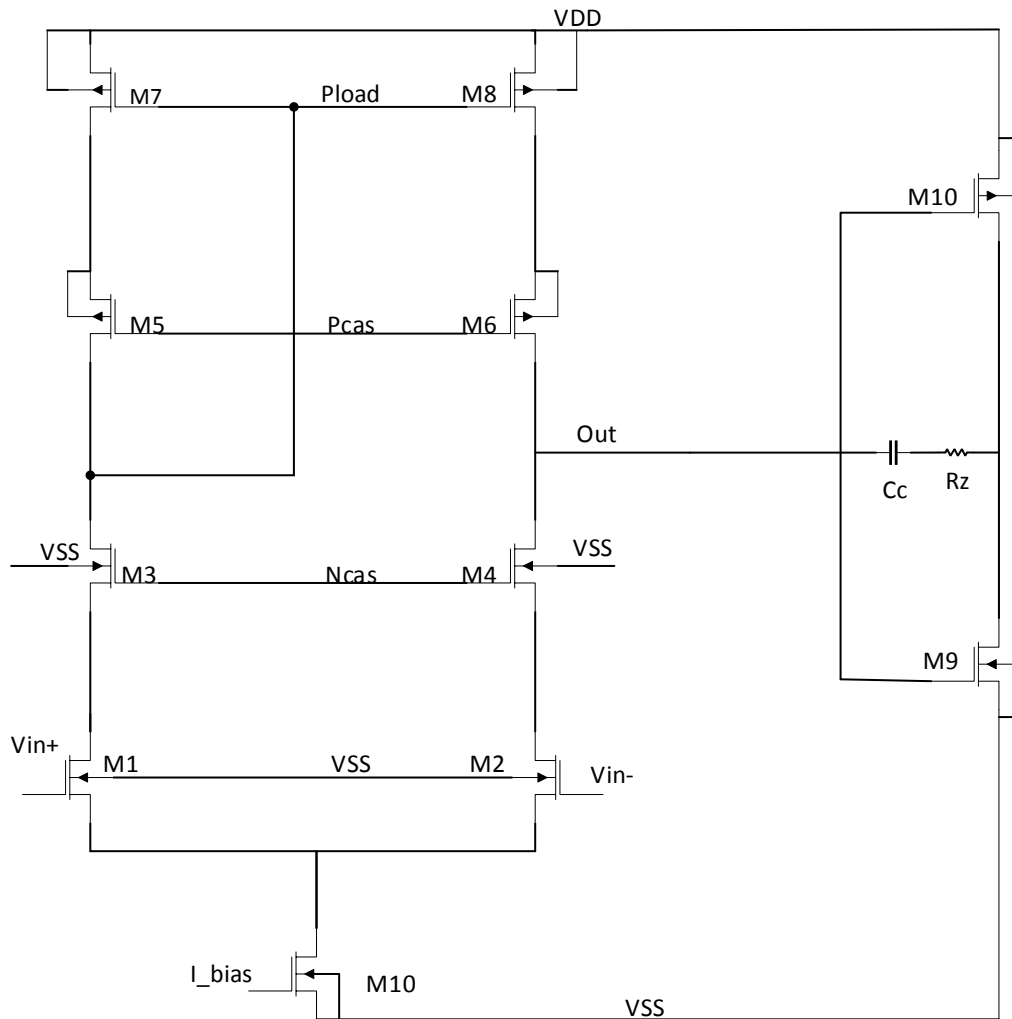 VDD
M7
Pload
M8
M10
M5
Pcas
M6
Out
Cc
Rz
VSS
VSS
M3
Ncas
M4
M9
Vin+
M1
VSS
M2
Vin-
I_bias
M10
VSS